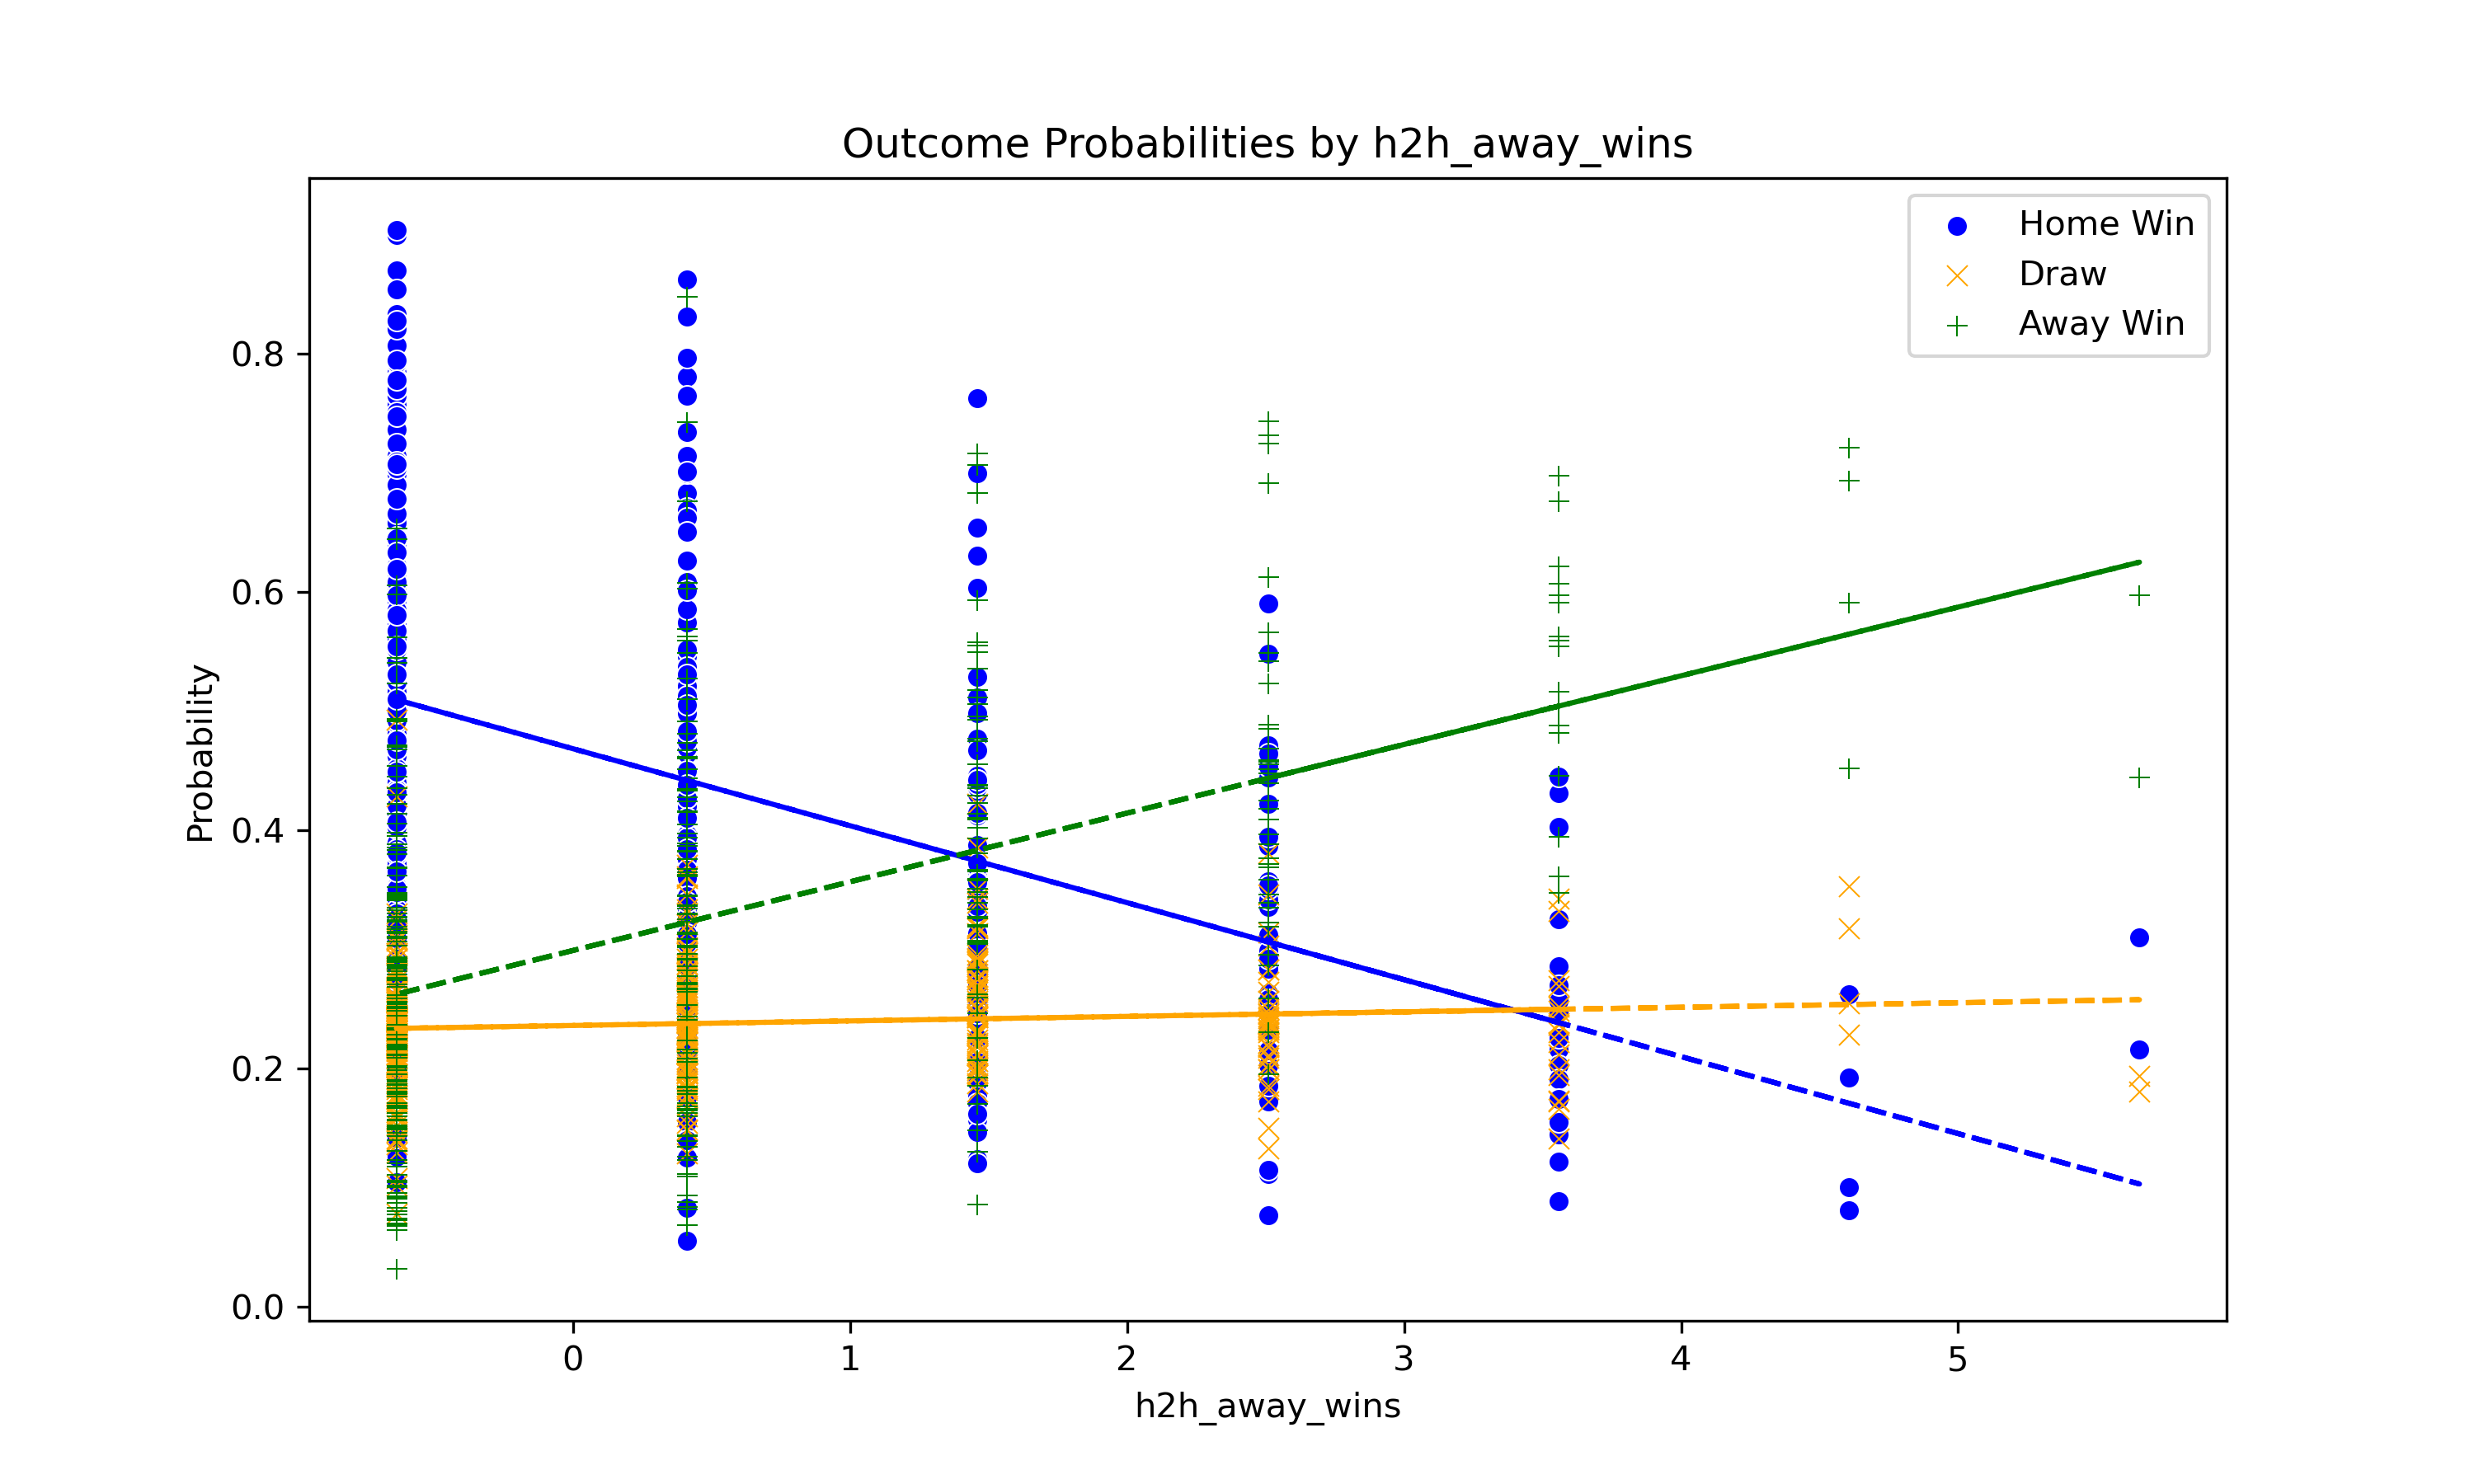 Outcome Probabilities by h2h_away_wins
Home Win
Draw
Away Win
0.8
0.6
0.4
0.2
0.0
Probability
0 1 2 3 4 5
h2h_away_wins